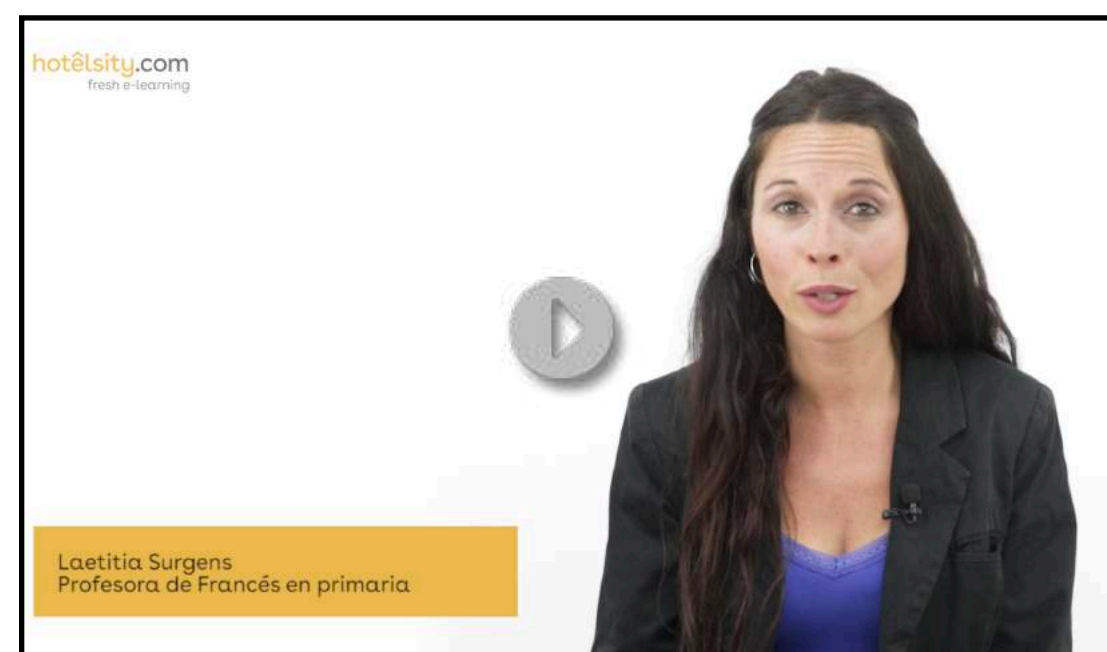 hotêlsity.com
fresh e-learning
Laetitia Surgens
Profesora de Francés en primaria